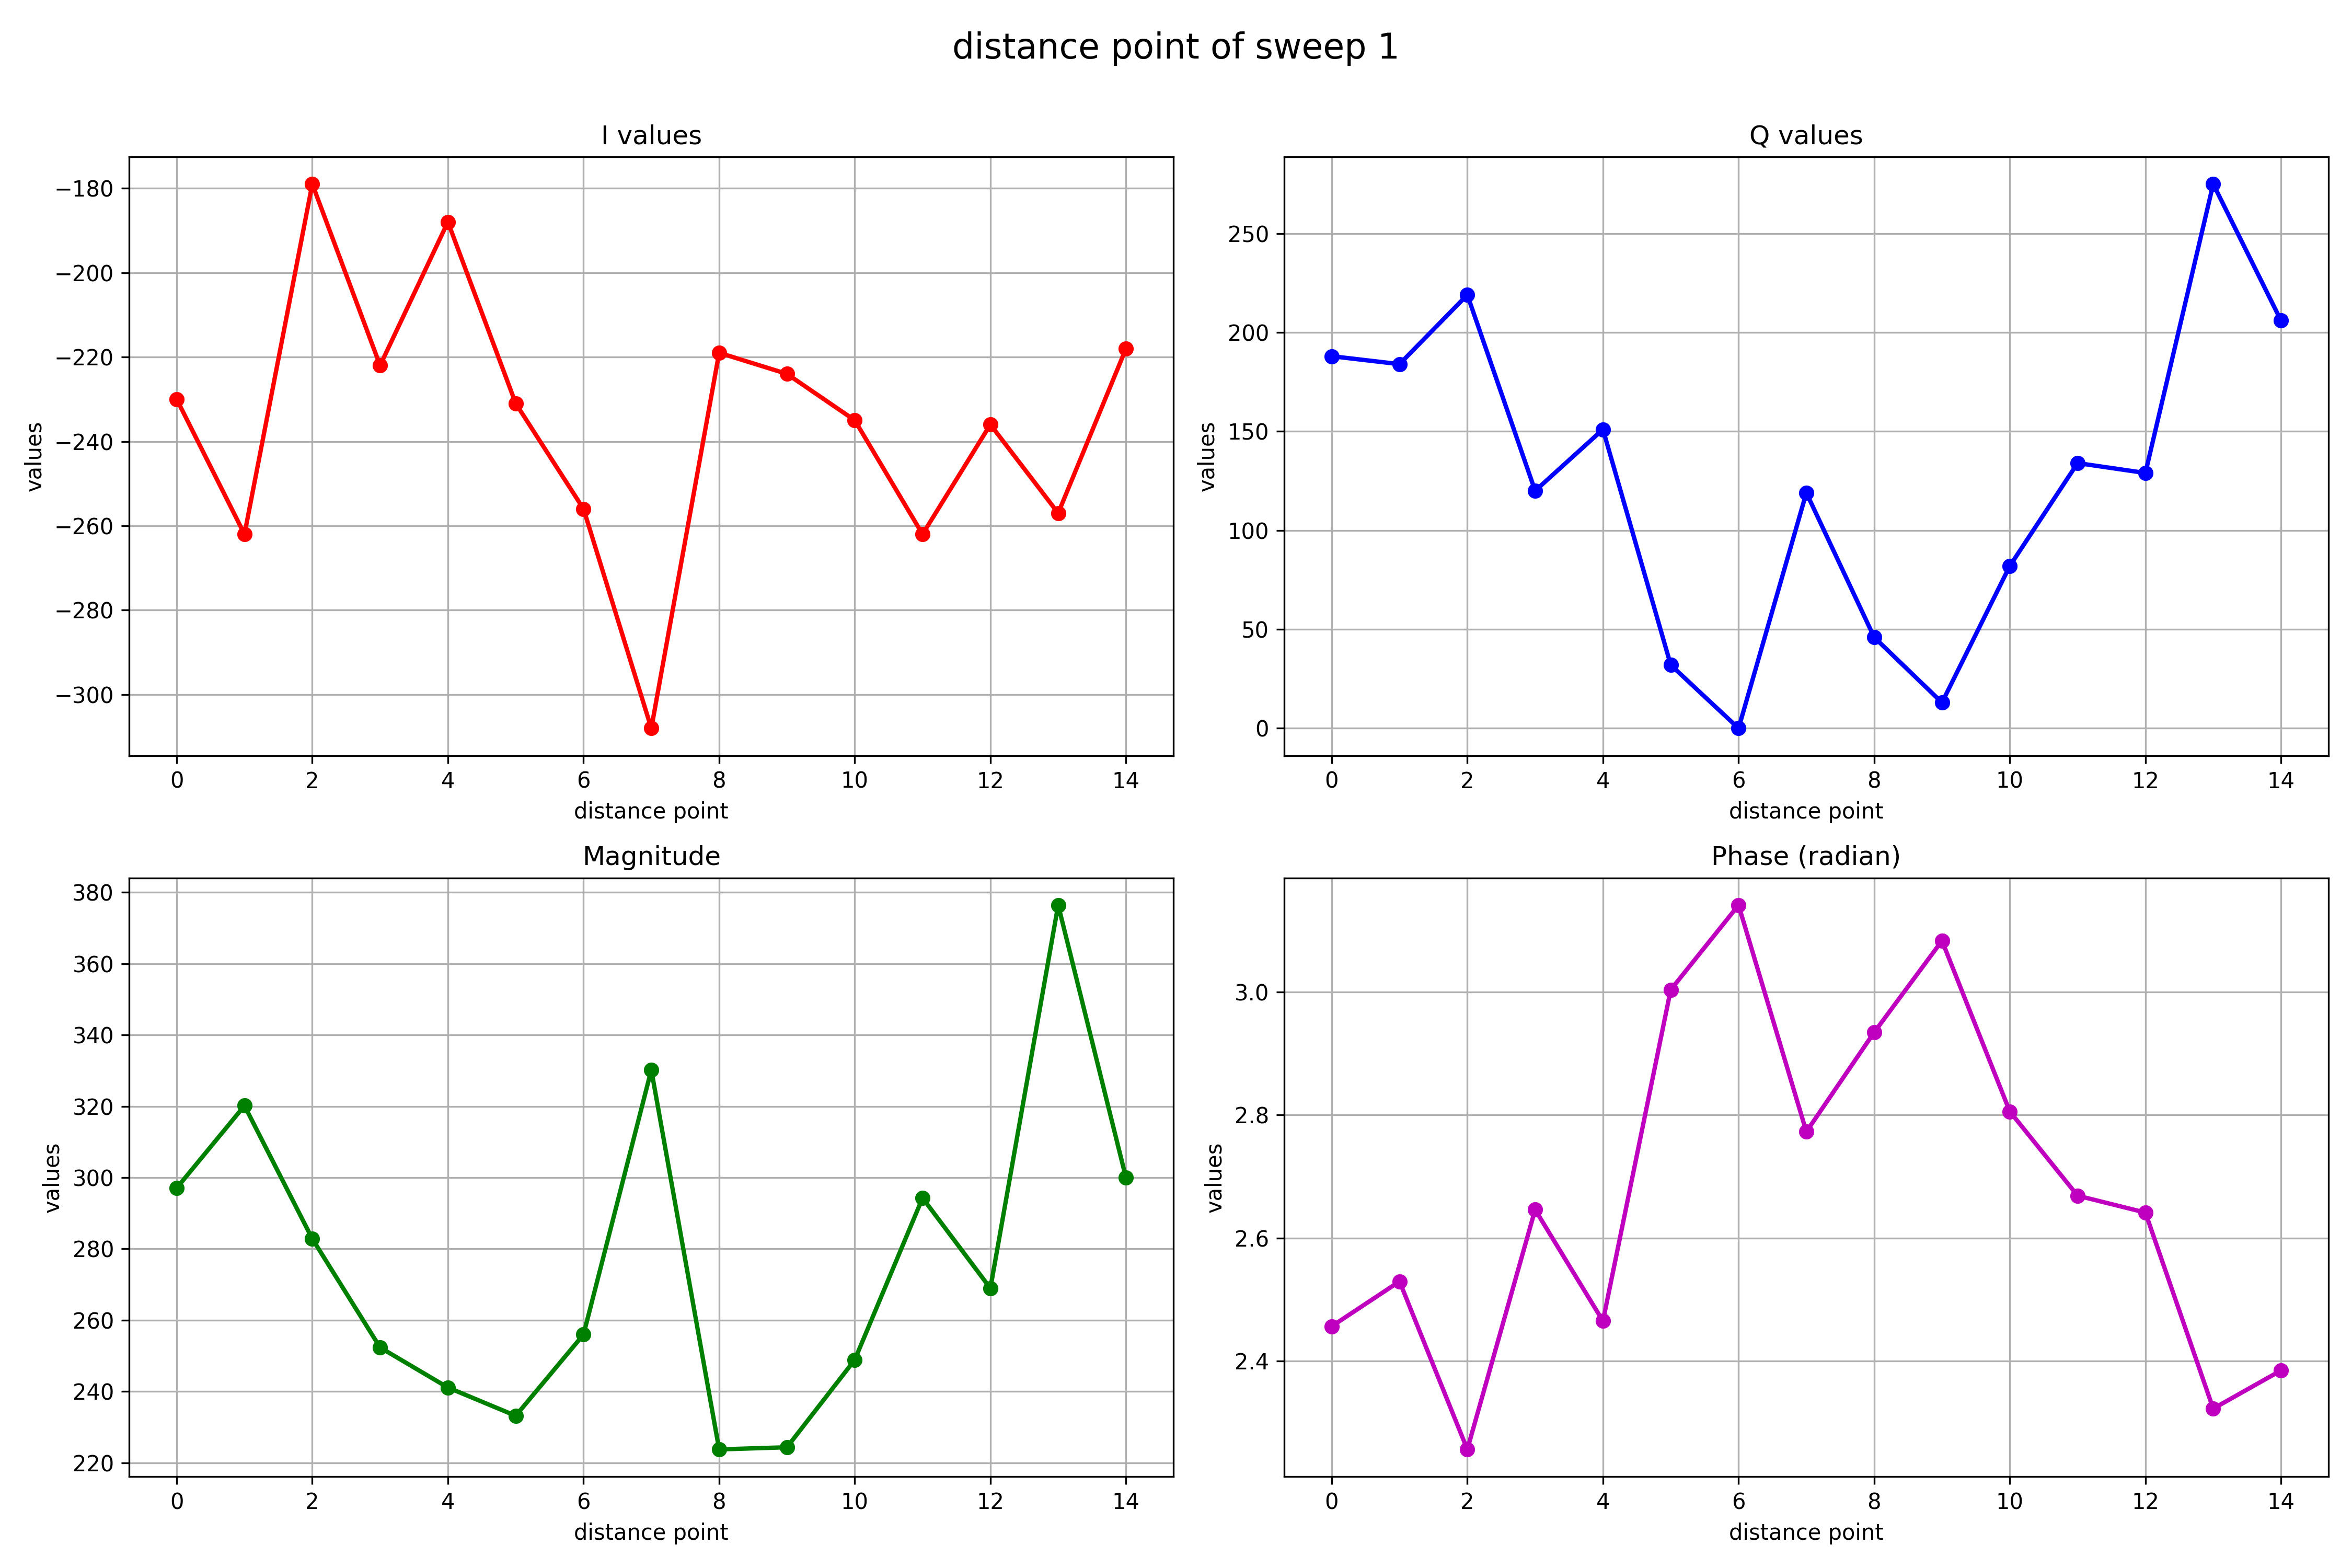 distance point of sweep 1
I values
−180
−200
−220
−240
−260
−280
−300
values
0 2 4 6 8 10 12 14
distance point
Q values
250
200
150
100
50
0
values
0 2 4 6 8 10 12 14
distance point
Magnitude
380
360
340
320
300
280
260
240
220
values
0 2 4 6 8 10 12 14
distance point
Phase (radian)
3.0
2.8
2.6
2.4
values
0 2 4 6 8 10 12 14
distance point